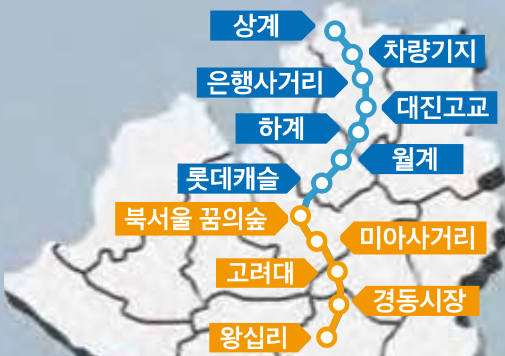 상계
차량기지
은행사거리
대진고교
하계
월계
롯데캐슬
북서울 꿈의숲
미아사거리
고려대
경동시장
왕십리